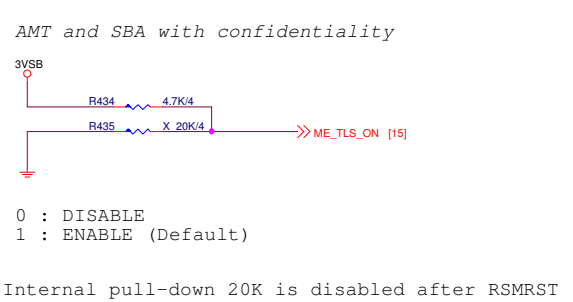 AMT and SBA with confidentiality
3VSB
R434 4.7K/4
R435 X 20K/4
ME_TLS_ON [15]
0 : DISABLE
1 : ENABLE (Default)
Internal pull-down 20K is disabled after RSMRST